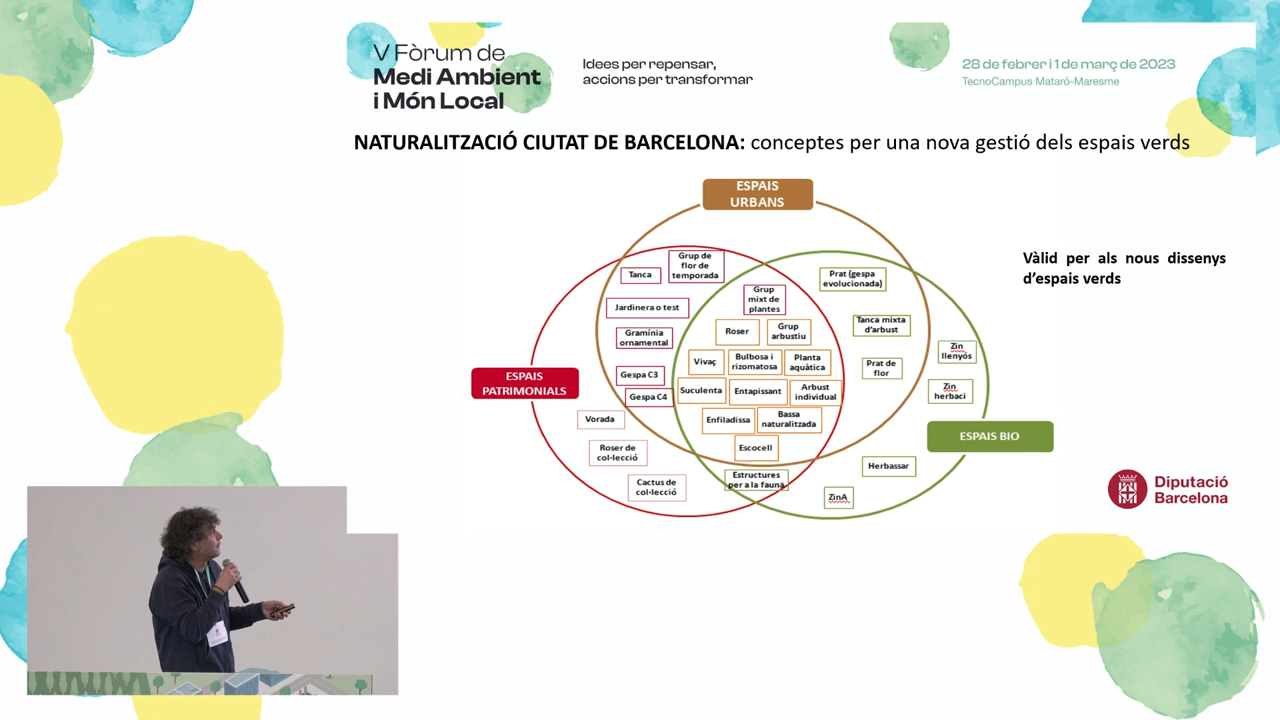 V Fòrum de
Medi Ambient
i Món Local
Idees per repensar,
accions per transformar
28 de febrer i 1 de març de 2023
TecnoCampus Mataró-Maresme
NATURALITZACIÓ CIUTAT DE BARCELONA: conceptes per una nova gestió dels espais verds
ESPAIS
URBANS
Vàlid per als nous dissenys
d'espais verds
Grup de
flor de
temporada
Tanca
Prat (gespa
evolucionada)
Grup
mixt de
plantes
Jardinera o test
Roser
Grup
arbustiu
Tanca mixta
d'arbust
Gramínia
ornamental
Zin
llenyós
Vivaç
Bulbosa i
rizomatosa
Planta
aquàtica
Prat de
flor
ESPAIS
PATRIMONIALS
Gespa C3
Gespa C4
Suculenta
Entapissant
Arbust
individual
Zin
herbaci
Vorada
Enfiladissa
Bassa
naturalitzada
ESPAIS BIO
Roser de
col·lecció
Escocell
Herbassar
Cactus de
col·lecció
Estructures
per a la fauna
ZinA
Diputació
Barcelona